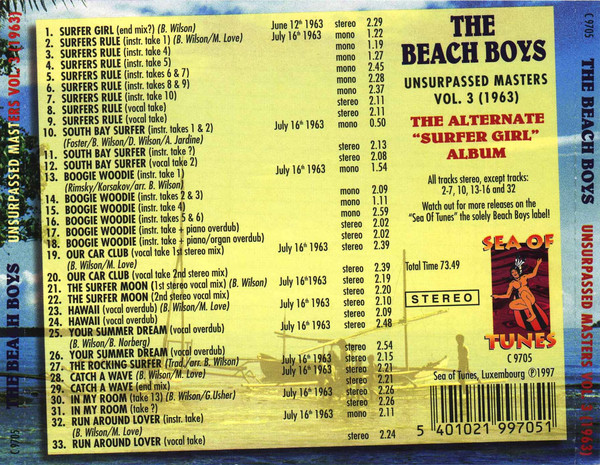 1. SURFER GIRL (end mix?) (B. Wilson) June 12th 1963 stereo 2.29
2. SURFERS RULE (instr. take 1) (B. Wilson/M. Love) July 16th 1963 mono 1.22
3. SURFERS RULE (instr. take 4) mono 1.19
4. SURFERS RULE (instr. take 5) mono 1.27
5. SURFERS RULE (instr. takes 6 & 7) mono 2.45
6. SURFERS RULE (instr. takes 8 & 9) mono 2.28
7. SURFERS RULE (instr. take 10) mono 2.37
8. SURFERS RULE (vocal take) stereo 2.11
9. SURFERS RULE (vocal take) stereo 2.11
10. SOUTH BAY SURFER (instr. takes 1 & 2) July 16th 1963 mono 0.50
(Foster/B. Wilson/D. Wilson/A. Jardine)
11. SOUTH BAY SURFER (instr. take ?) stereo 2.13
12. SOUTH BAY SURFER (vocal take 2) stereo 2.08
13. BOOGIE WOODIE (instr. take 1) July 16th 1963 mono 1.54
(Rimsky/Korsakov/arr. B. Wilson)
14. BOOGIE WOODIE (instr. takes 2 & 3) mono 2.09
15. BOOGIE WOODIE (instr. take 4) mono 1.11
16. BOOGIE WOODIE (instr. takes 5 & 6) mono 2.59
17. BOOGIE WOODIE (instr. take + piano overdub) stereo 2.02
18. BOOGIE WOODIE (instr. take + piano/organ overdub) stereo 2.02
19. OUR CAR CLUB (vocal take 1st stereo mix) July 16th 1963 stereo 2.39
(B. Wilson/M. Love)
20. OUR CAR CLUB (vocal take 2nd stereo mix) stereo 2.39
21. THE SURFER MOON (1st stereo vocal mix) (B. Wilson) July 16th1963 stereo 2.19
22. THE SURFER MOON (2nd stereo vocal mix) stereo 2.20
23. HAWAII (vocal overdub) (B. Wilson/M. Love) July 16th 1963 stereo 2.10
24. HAWAII (vocal overdub) stereo 2.09
25. YOUR SUMMER DREAM (vocal overdub) July 16th 1963 stereo 2.48
(B. Wilson/B. Norberg)
26. YOUR SUMMER DREAM (vocal overdub) stereo 2.54
27. THE ROCKING SURFER (Trad./arr. B. Wilson) July 16th 1963 stereo 2.15
28. CATCH A WAVE (B. Wilson/M. Love) July 16th 1963 stereo 2.21
29. CATCH A WAVE (end mix) stereo 2.21
30. IN MY ROOM (take 13) (B. Wilson/G.Usher) July 16th 1963 stereo 2.26
31. IN MY ROOM (take ?) stereo 2.26
32. RUN AROUND LOVER (instr. take) July 16th 1963 mono 2.11
(B. Wilson/M. Love)
33. RUN AROUND LOVER (vocal take) stereo 2.24
THE
BEACH BOYS
UNSURPASSED MASTERS
VOL. 3 (1963)
THE ALTERNATE
"SURFER GIRL"
ALBUM
All tracks stereo, except tracks:
2-7, 10, 13-16 and 32
Watch out for more releases on the
"Sea Of Tunes" the solely Beach Boys label!
Total Time 73.49
STEREO
SEA OF
TUNES
C 9705
Sea of Tunes, Luxembourg ℗1997
5 401021 997051
C 9705 THE BEACH BOYS UNSURPASSED MASTERS VOL. 3 (1963)
C 9705 THE BEACH BOYS UNSURPASSED MASTERS VOL. 3 (1963)